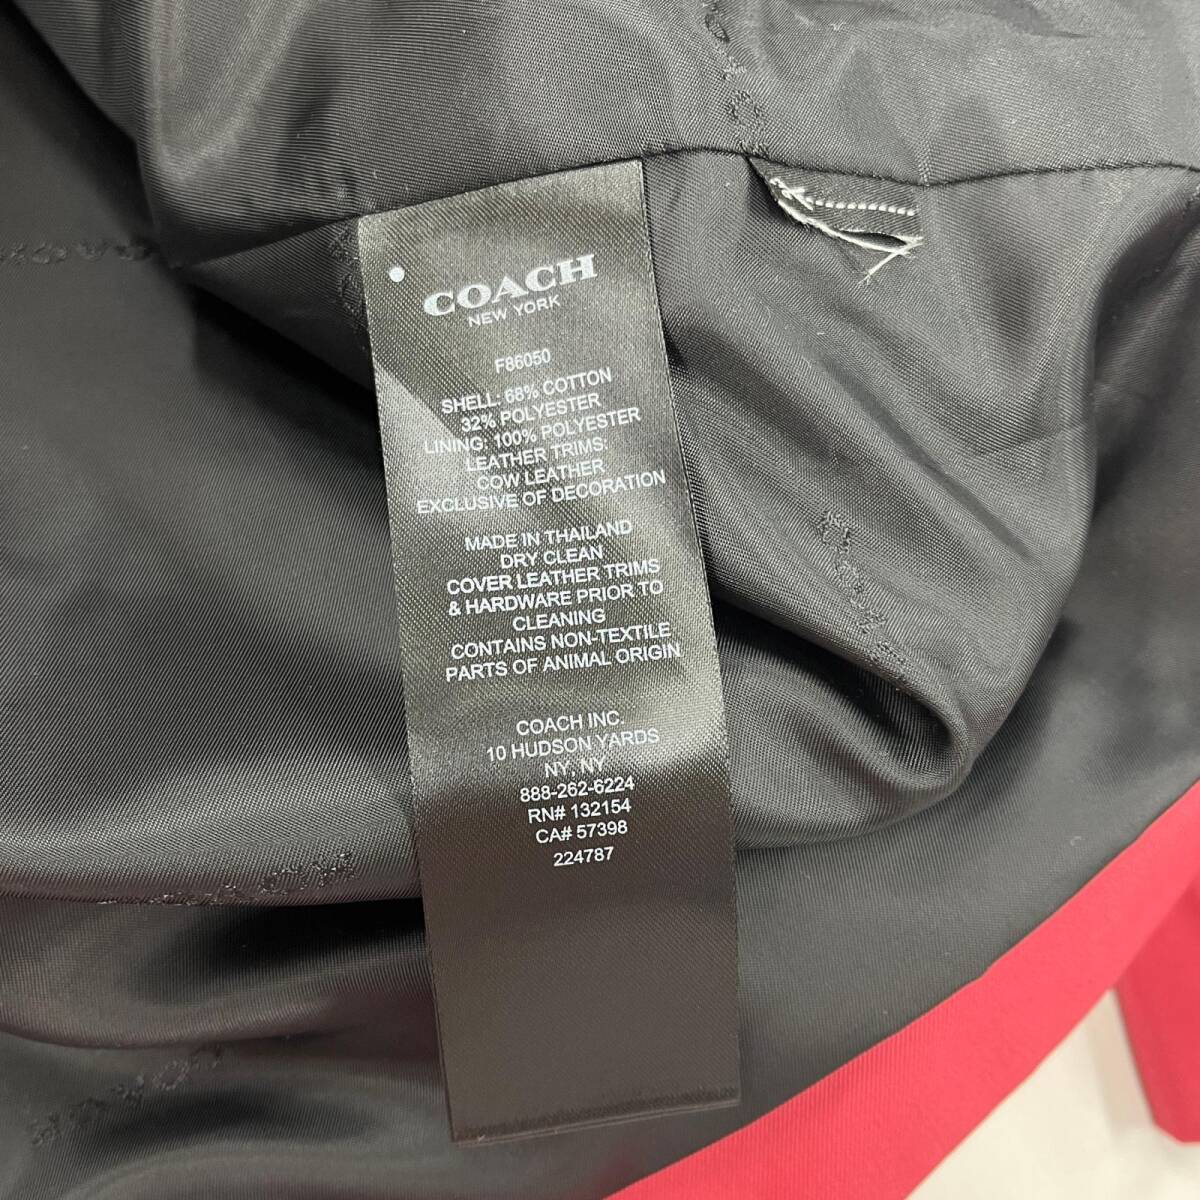 COACH
NEW YORK
F86050
SHELL: 68% COTTON
32% POLYESTER
LINING: 100% POLYESTER
LEATHER TRIMS:
COW LEATHER
EXCLUSIVE OF DECORATION
MADE IN THAILAND
DRY CLEAN
COVER LEATHER TRIMS
& HARDWARE PRIOR TO
CLEANING
CONTAINS NON-TEXTILE
PARTS OF ANIMAL ORIGIN
COACH INC.
10 HUDSON YARDS
NY, NY
888-262-6224
RN# 132154
CA# 57398
224787